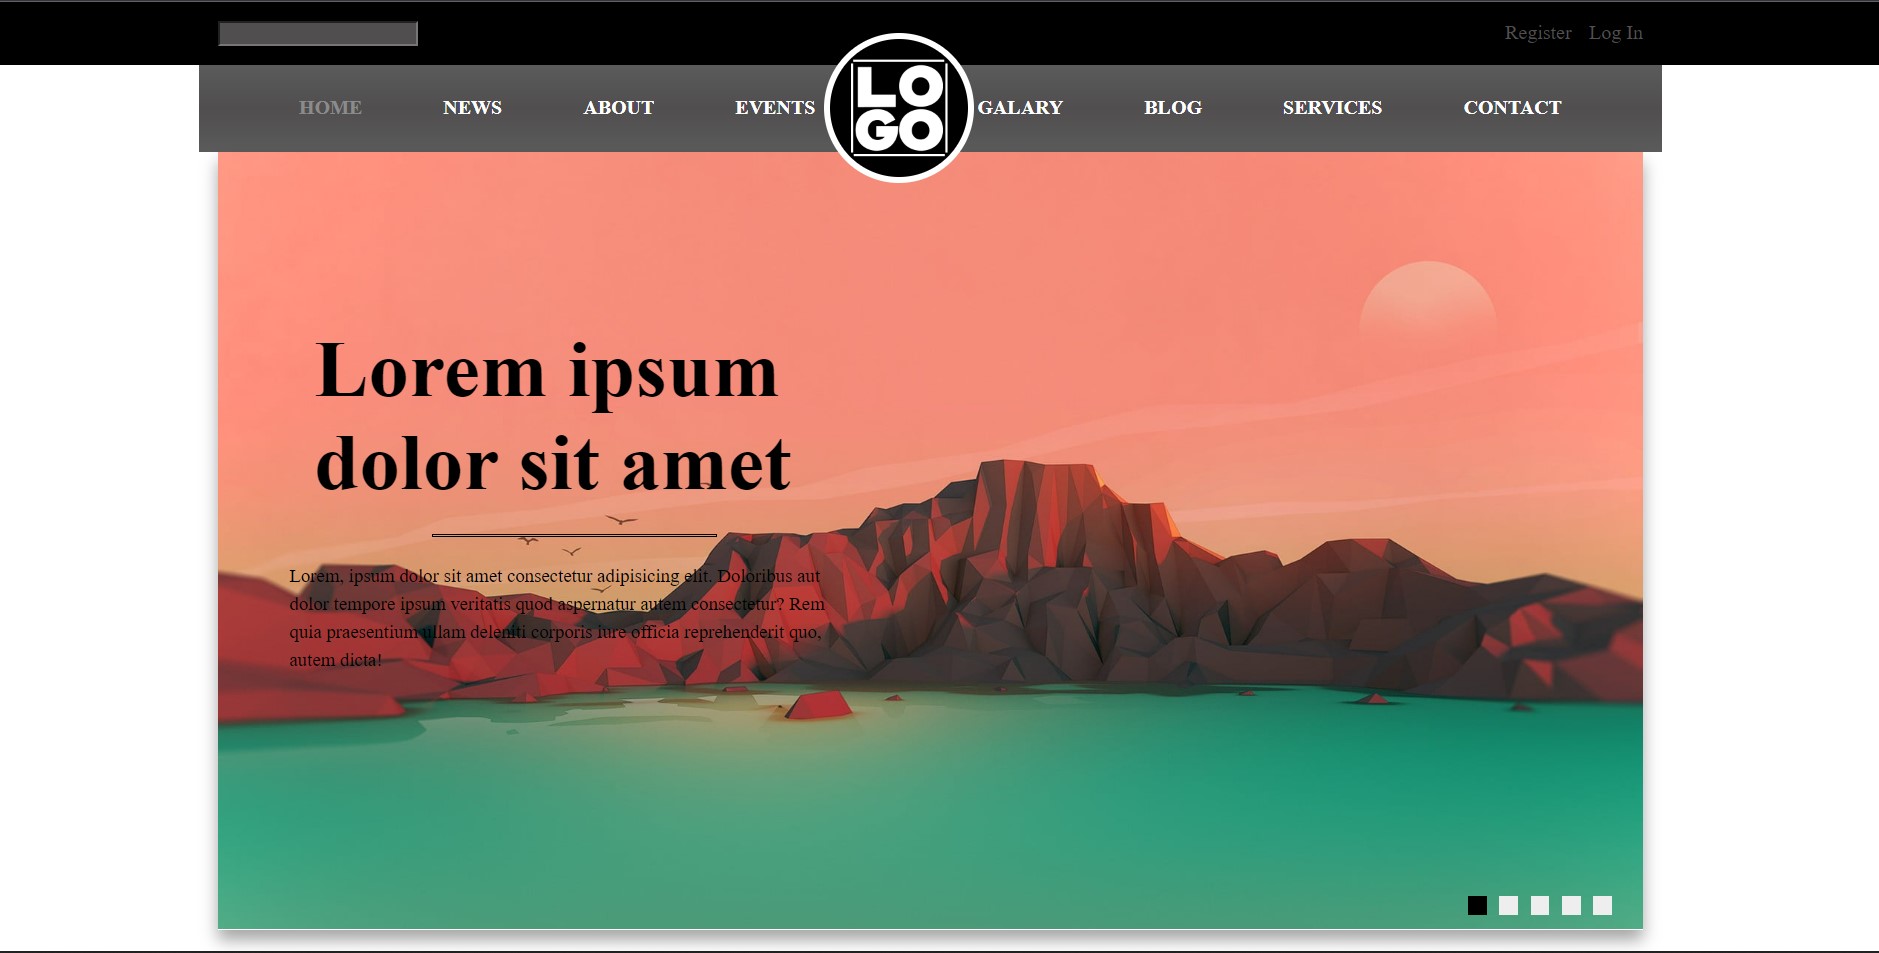 Register Log In
HOME NEWS ABOUT EVENTS LO GO GALARY BLOG SERVICES CONTACT
Lorem ipsum
dolor sit amet
Lorem, ipsum dolor sit amet consectetur adipisicing elit. Doloribus aut
dolor tempore ipsum veritatis quod aspernatur autem consectetur? Rem
quia praesentium ullam deleniti corporis iure officia reprehenderit quo,
autem dicta!